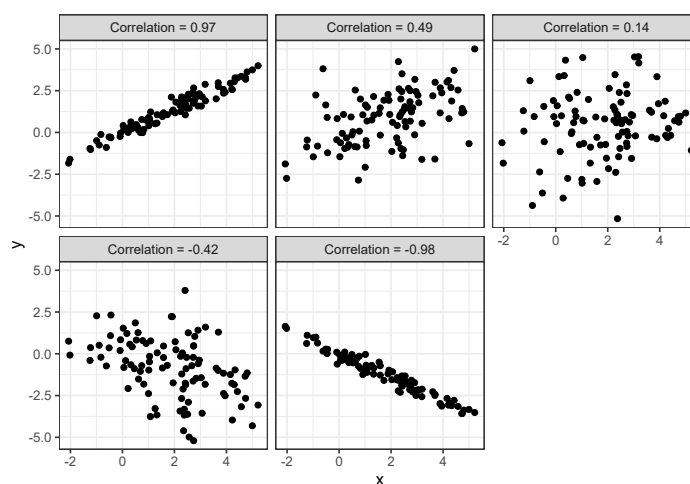 Correlation = 0.97
Correlation = 0.49
Correlation = 0.14
5.0
2.5
0.0
-2.5
-5.0
-2 0 2 4
y
Correlation = -0.42
Correlation = -0.98
5.0
2.5
0.0
-2.5
-5.0
-2 0 2 4
-2 0 2 4
x